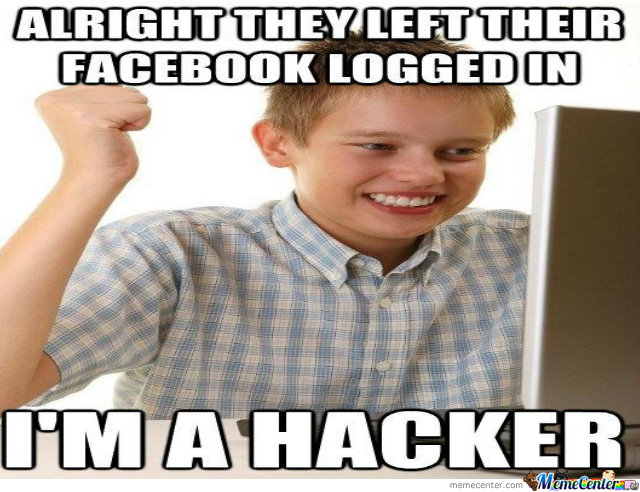 ALRIGHT THEY LEFT THEIR
FACEBOOK LOGGED IN
I'M A HACKER
memecenter.com MemeCenter